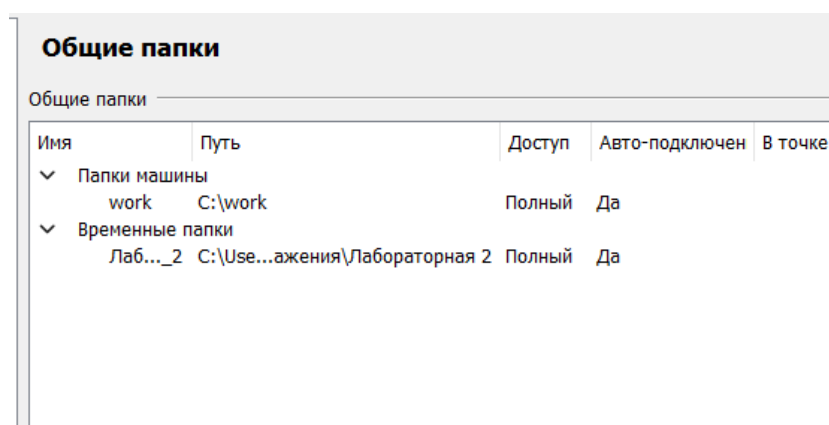 Общие папки
Общие папки
Имя Путь Доступ Авто-подключен В точке
Папки машины
work C:\work Полный Да
Временные папки
Лаб..._2 C:\Use...ажения\Лабораторная 2 Полный Да